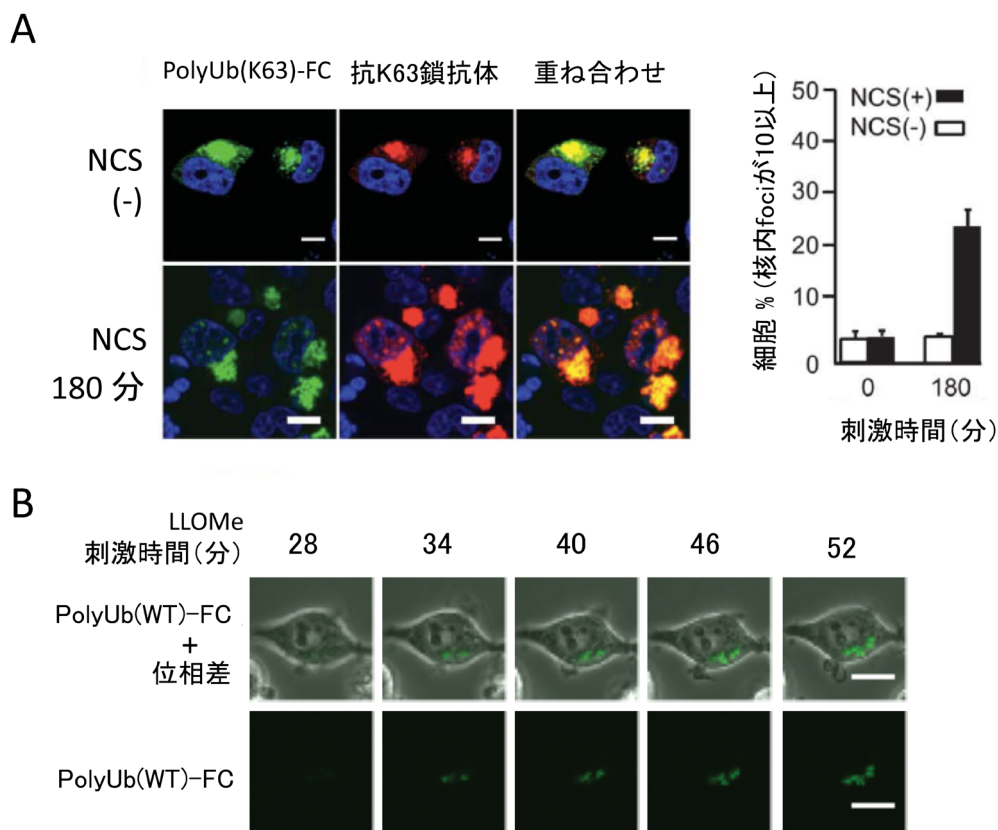 A
PolyUb(K63)-FC 抗K63鎖抗体 重ね合わせ
NCS
(-)
NCS
180 分
細胞 % (核内fociが10以上)
50
40
30
20
10
0
NCS(+)
NCS(-)
0 180
刺激時間(分)
B
LLOMe
刺激時間(分) 28 34 40 46 52
PolyUb(WT)-FC
+
位相差
PolyUb(WT)-FC